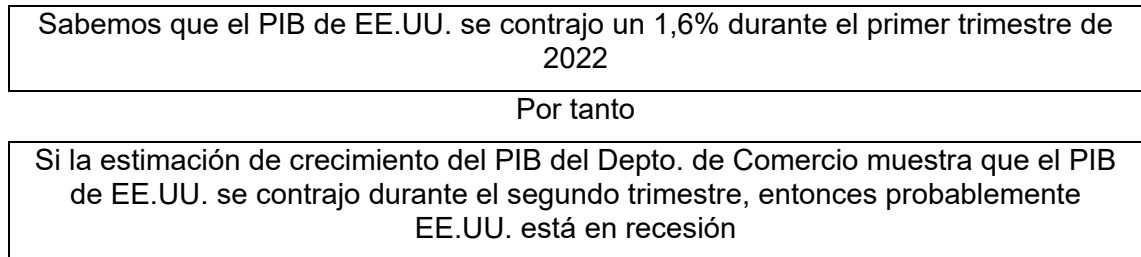 Sabemos que el PIB de EE.UU. se contrajo un 1,6% durante el primer trimestre de
2022
Por tanto
Si la estimación de crecimiento del PIB del Depto. de Comercio muestra que el PIB
de EE.UU. se contrajo durante el segundo trimestre, entonces probablemente
EE.UU. está en recesión